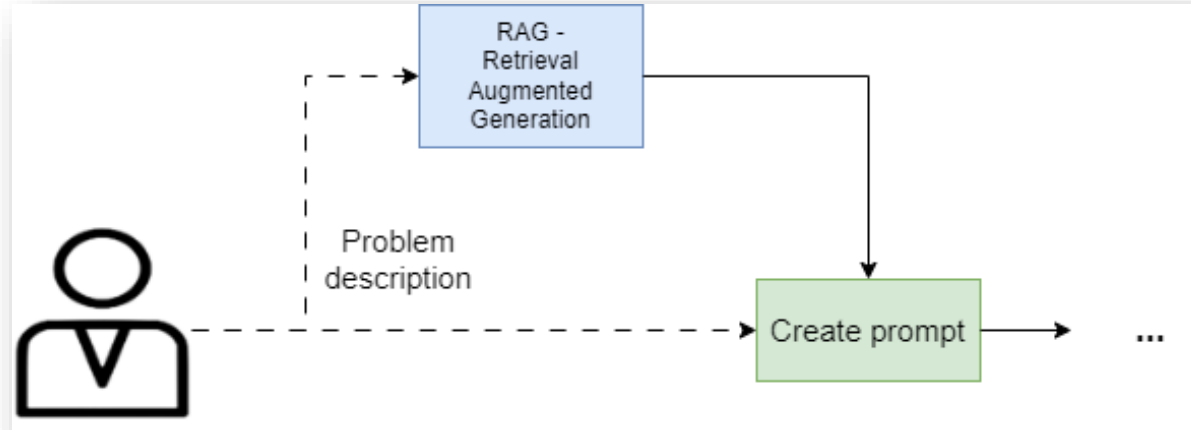 RAG -
Retrieval
Augmented
Generation
Problem
description
Create prompt
...